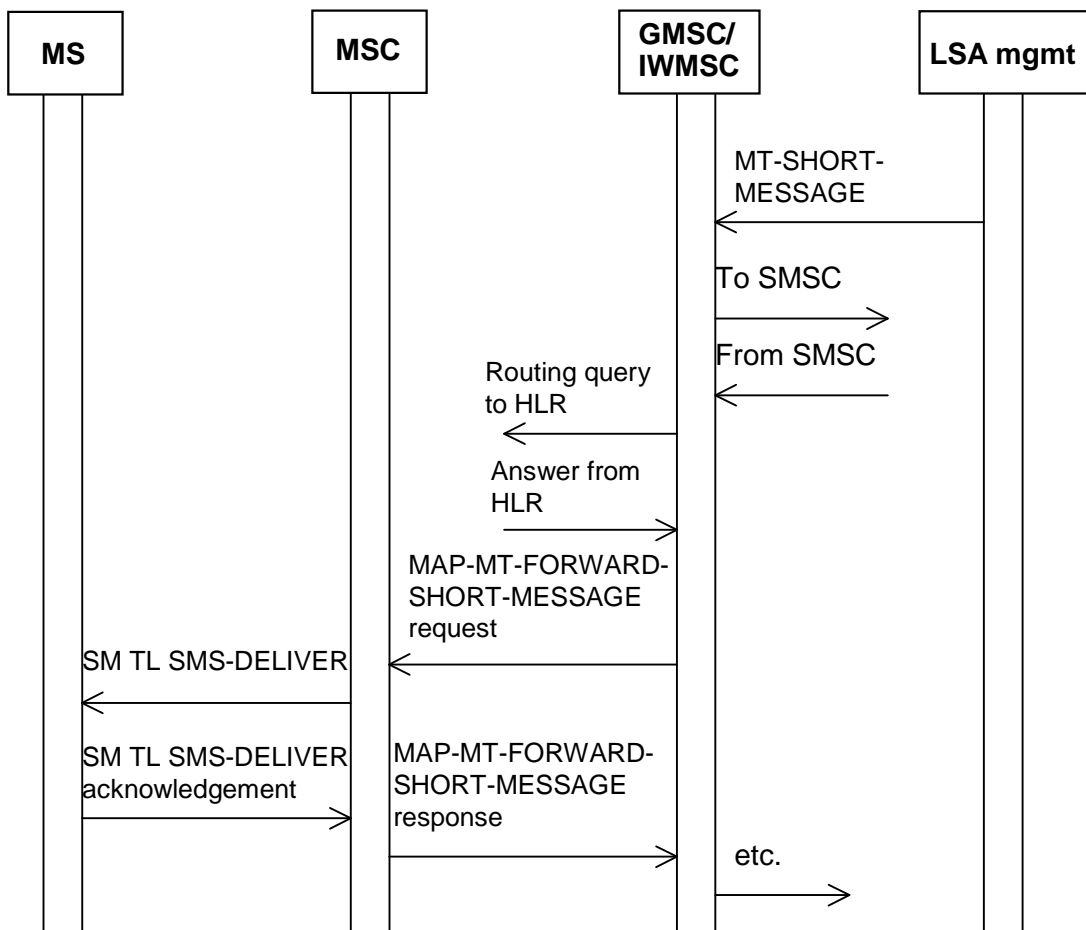 MS
MSC
GMSC/
IWMSC
LSA mgmt
MT-SHORT-
MESSAGE
To SMSC
From SMSC
Routing query
to HLR
Answer from
HLR
MAP-MT-FORWARD-
SHORT-MESSAGE
request
SM TL SMS-DELIVER
SM TL SMS-DELIVER
acknowledgement
MAP-MT-FORWARD-
SHORT-MESSAGE
response
etc.